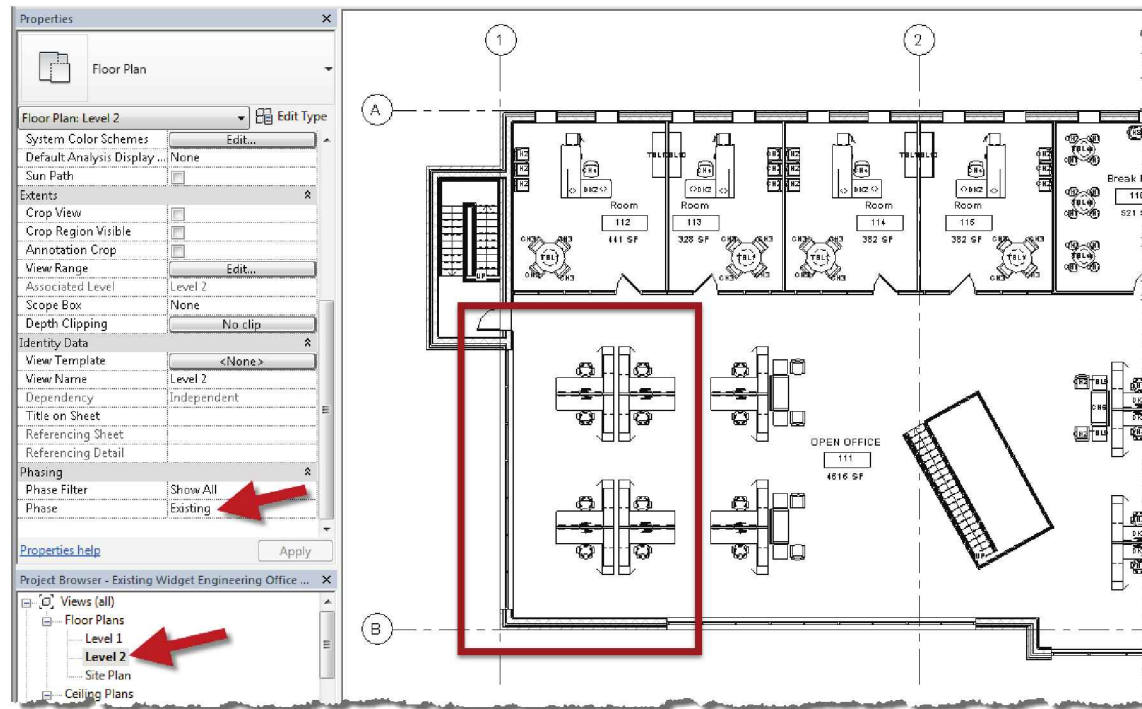 Properties
Floor Plan
Floor Plan: Level 2
Edit Type
System Color Schemes Edit...
Default Analysis Display ... None
Sun Path
Extents
Crop View
Crop Region Visible
Annotation Crop
View Range Edit...
Associated Level Level 2
Scope Box None
Depth Clipping No clip
Identity Data
View Template <None>
View Name Level 2
Dependency Independent
Title on Sheet
Referencing Sheet
Referencing Detail
Phasing
Phase Filter Show All
Phase Existing
Properties help
Apply
Project Browser - Existing Widget Engineering Office ...
Views (all)
Floor Plans
Level 1
Level 2
Site Plan
Ceiling Plans
1
2
A
B
Room
112
441 SF
Room
113
328 SF
Room
114
382 SF
Room
115
382 SF
Break
110
521
UP
OPEN OFFICE
111
4616 SF
UP